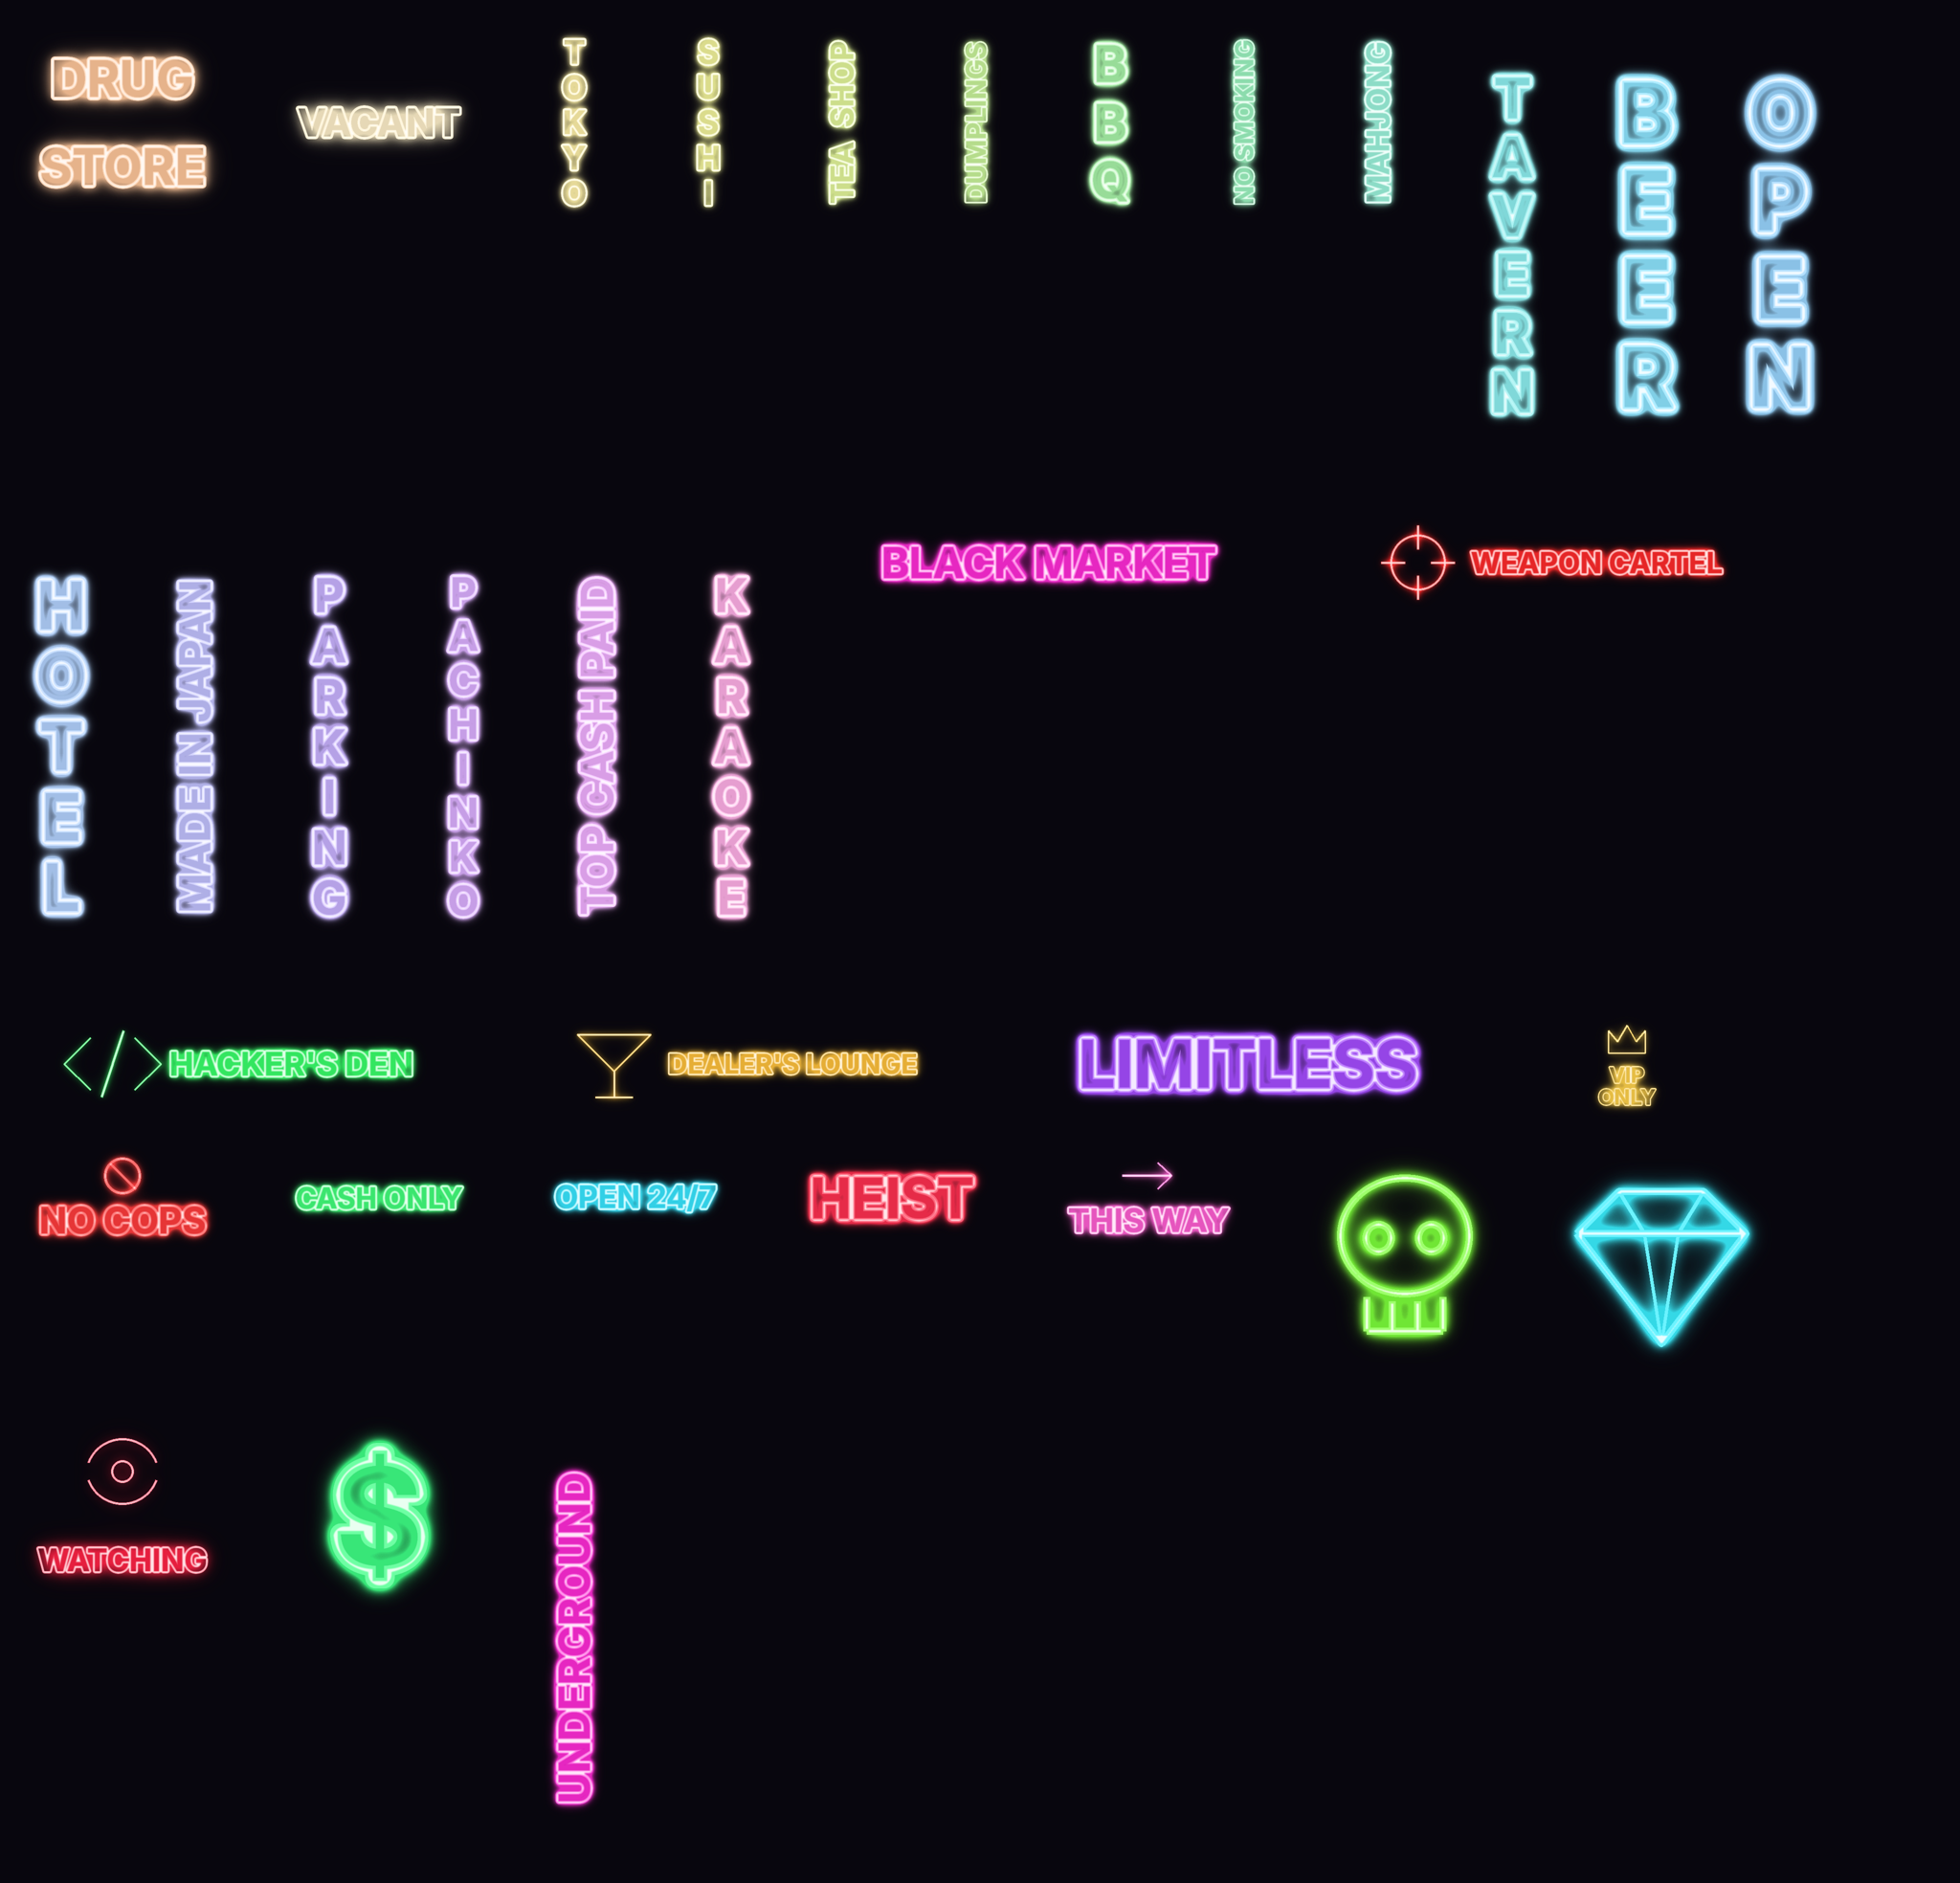 DRUG
STORE
VACANT
TOKYO
SUSHI
TEA SHOP
DUMPLINGS
BBQ
NO SMOKING
MAHJONG
TAVERN
BEER
OPEN
HOTEL
MADE IN JAPAN
PARKING
PACHINKO
TOP CASH PAID
KARAOKE
BLACK MARKET
WEAPON CARTEL
</> HACKER'S DEN
DEALER'S LOUNGE
LIMITLESS
VIP
ONLY
NO COPS
CASH ONLY
OPEN 24/7
HEIST
THIS WAY
WATCHING
$
UNDERGROUND